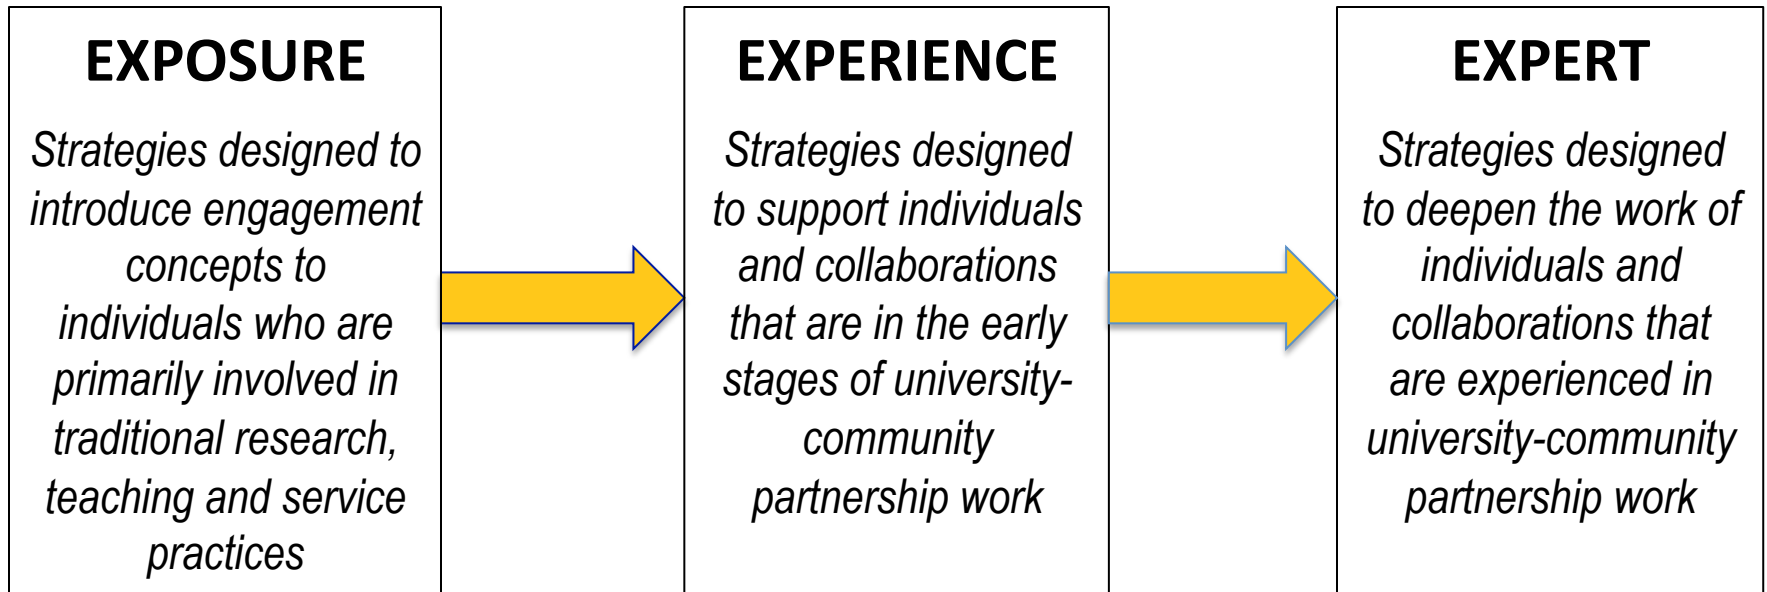 EXPOSURE
Strategies designed to
introduce engagement
concepts to
individuals who are
primarily involved in
traditional research,
teaching and service
practices
EXPERIENCE
Strategies designed
to support individuals
and collaborations
that are in the early
stages of university-
community
partnership work
EXPERT
Strategies designed
to deepen the work of
individuals and
collaborations that
are experienced in
university-community
partnership work